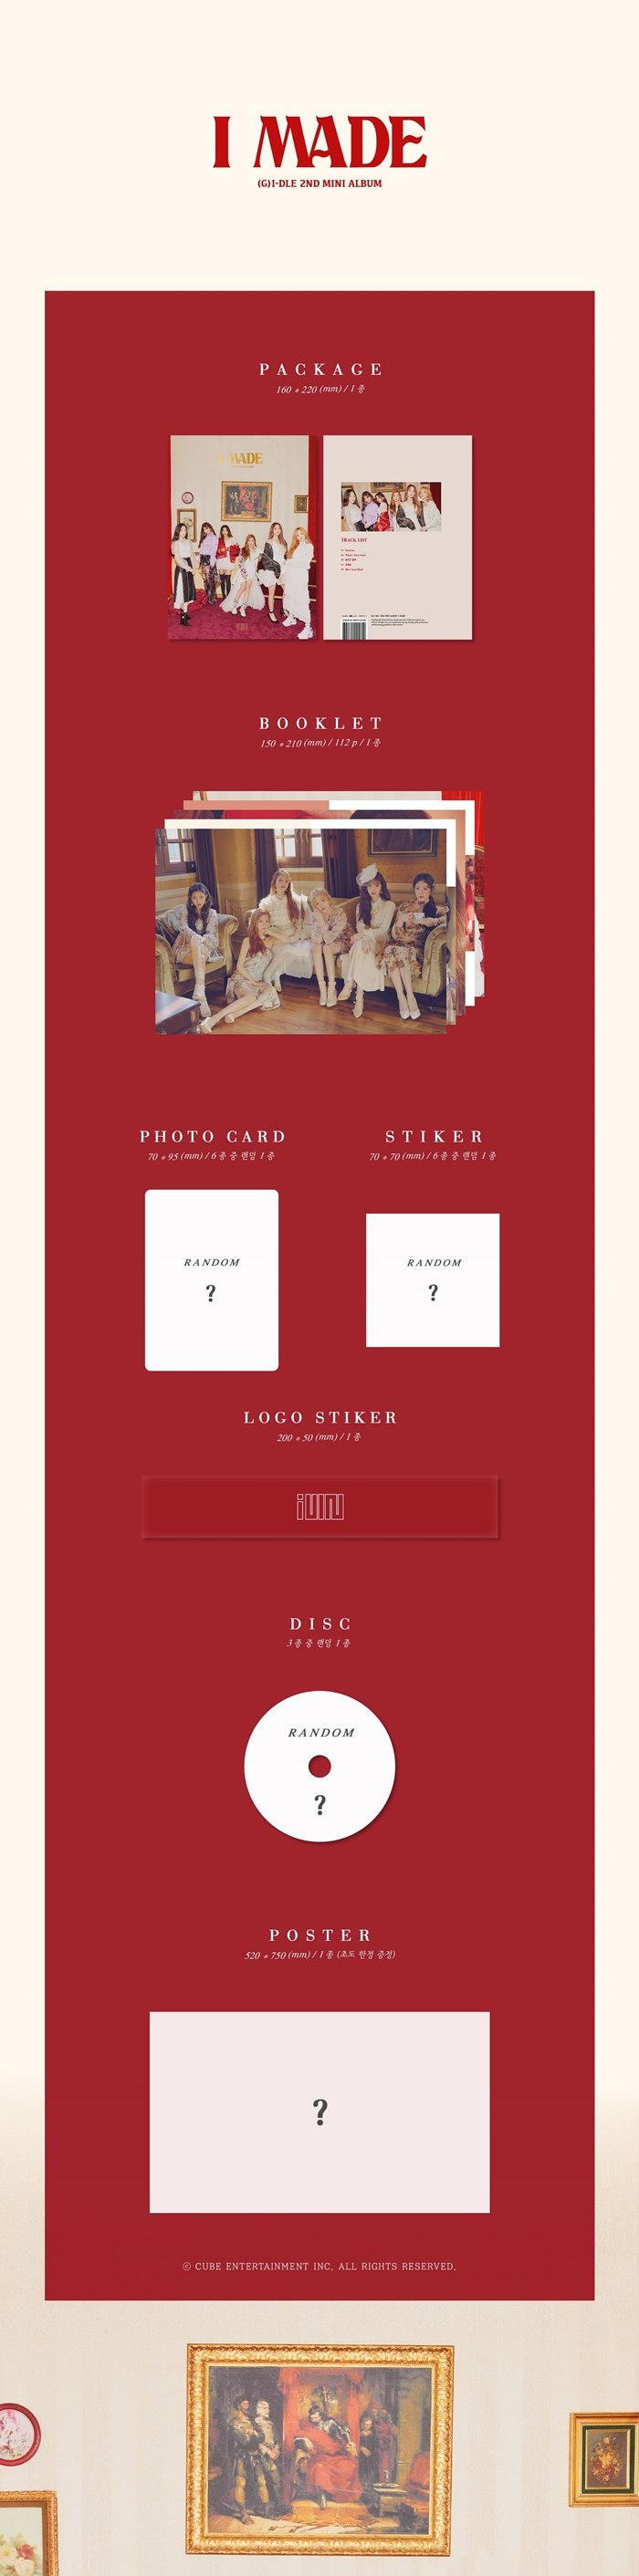 I MADE
(G)I-DLE 2ND MINI ALBUM
PACKAGE
160 * 220 (mm) / 1 종
I MADE
TRACK LIST
BOOKLET
150 * 210 (mm) / 112 p / 1 종
PHOTO CARD
70 * 95 (mm) / 6 종 중 랜덤 1 종
STIKER
70 * 70 (mm) / 6 종 중 랜덤 1 종
RANDOM
?
RANDOM
?
LOGO STIKER
200 * 50 (mm) / 1 종
DISC
3 종 중 랜덤 1 종
RANDOM
?
POSTER
520 * 750 (mm) / 1 종 (초도 한정 증정)
?
ⓒ CUBE ENTERTAINMENT INC. ALL RIGHTS RESERVED.